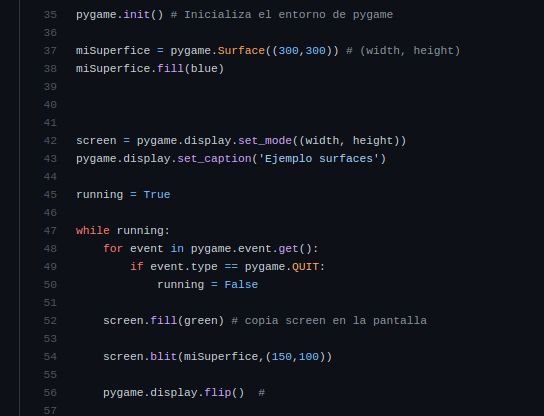 35 pygame.init() # Inicializa el entorno de pygame
36
37 miSuperfice = pygame.Surface((300,300)) # (width, height)
38 miSuperfice.fill(blue)
39
40
41
42 screen = pygame.display.set_mode((width, height))
43 pygame.display.set_caption('Ejemplo surfaces')
44
45 running = True
46
47 while running:
48     for event in pygame.event.get():
49         if event.type == pygame.QUIT:
50             running = False
51
52     screen.fill(green) # copia screen en la pantalla
53
54     screen.blit(miSuperfice,(150,100))
55
56     pygame.display.flip()  #
57